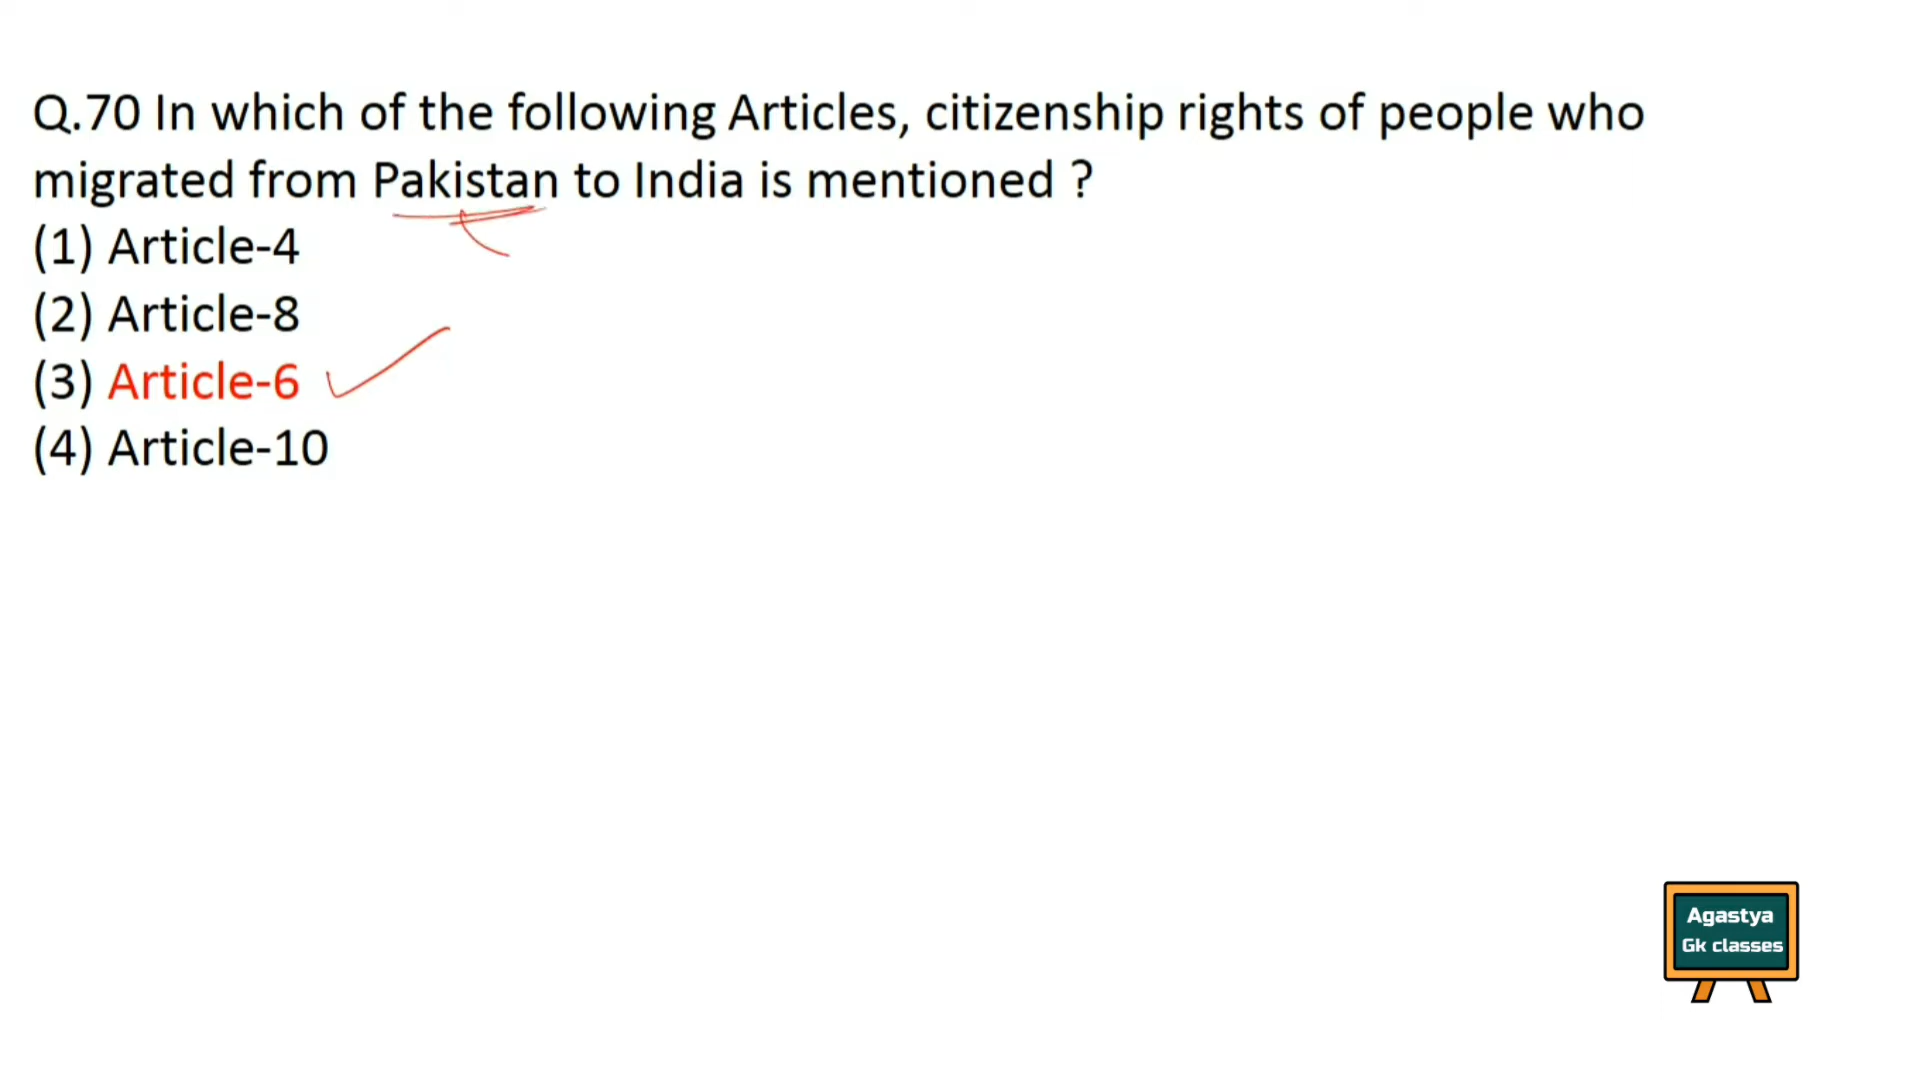 Q.70 In which of the following Articles, citizenship rights of people who
migrated from Pakistan to India is mentioned ?
(1) Article-4
(2) Article-8
(3) Article-6
(4) Article-10
Agastya
Gk classes